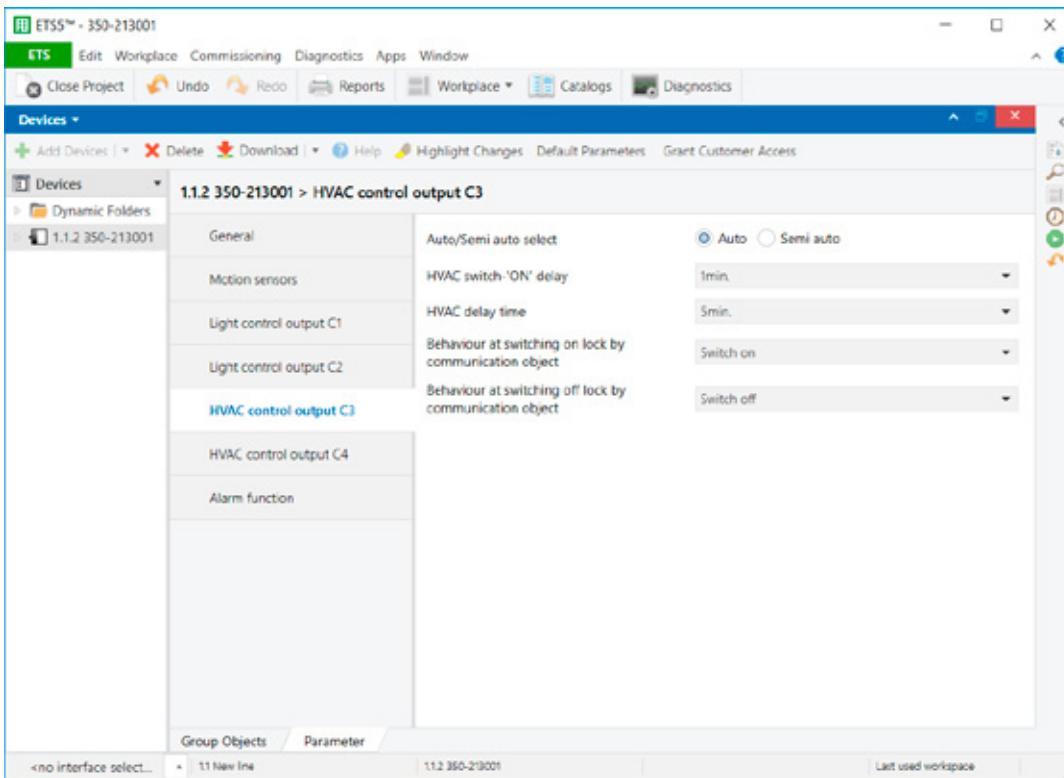 ETS5™ - 350-213001
ETS Edit Workplace Commissioning Diagnostics Apps Window
Close Project Undo Redo Reports Workplace Catalogs Diagnostics
Devices
Add Devices Delete Download Help Highlight Changes Default Parameters Grant Customer Access
Devices
Dynamic Folders
1.1.2 350-213001
1.1.2 350-213001 > HVAC control output C3
General
Motion sensors
Light control output C1
Light control output C2
HVAC control output C3
HVAC control output C4
Alarm function
Auto/Semi auto select Auto Semi auto
HVAC switch-'ON' delay 1min.
HVAC delay time 5min.
Behaviour at switching on lock by
communication object
Switch on
Behaviour at switching off lock by
communication object
Switch off
Group Objects Parameter
<no interface select... 1.1 New line 1.1.2 350-213001 Last used workspace